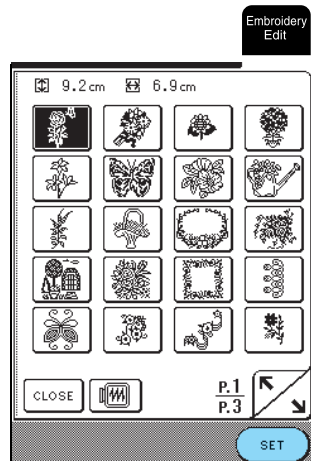 Embroidery
Edit
9.2cm 6.9cm
CLOSE
P.1
P.3
SET